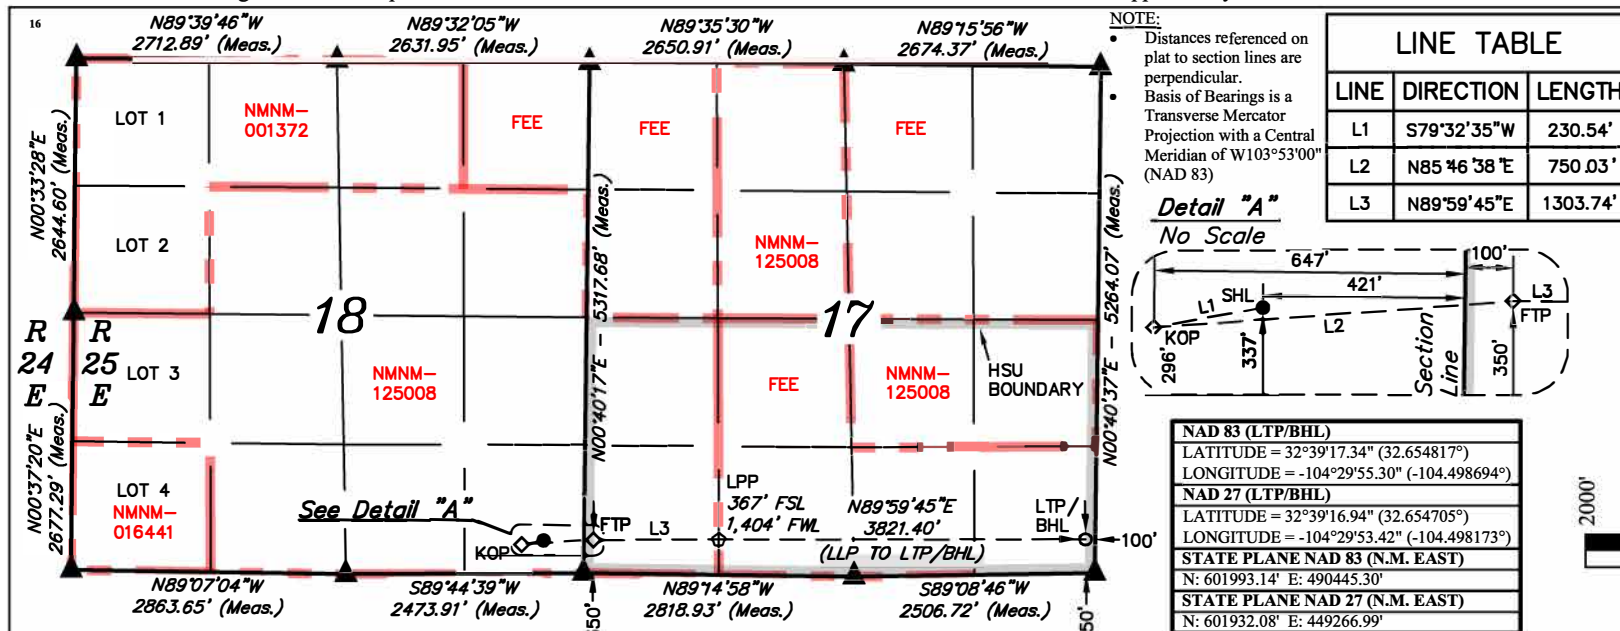 16
N89°39'46"W
2712.89' (Meas.)
N89°32'05"W
2631.95' (Meas.)
N89°35'30"W
2650.91' (Meas.)
N89°15'56"W
2674.37' (Meas.)
N00°33'28"E
2644.60' (Meas.)
N00°37'20"E
2677.29' (Meas.)
LOT 1
NMNM-
001372
FEE
FEE
FEE
LOT 2
NMNM-
125008
18
17
R
24
E
R
25
E
LOT 3
NMNM-
125008
FEE
NMNM-
125008
HSU
BOUNDARY
N00°40'17"E - 5317.68' (Meas.)
N00°40'37"E - 5264.07' (Meas.)
LOT 4
NMNM-
016441
See Detail "A"
KOP
FTP
L3
LPP
367' FSL
1,404' FWL
N89°59'45"E
3821.40'
(LLP TO LTP/BHL)
LTP/
BHL
100'
N89°07'04"W
2863.65' (Meas.)
S89°44'39"W
2473.91' (Meas.)
N89°14'58"W
2818.93' (Meas.)
S89°08'46"W
2506.72' (Meas.)
NOTE:
• Distances referenced on
plat to section lines are
perpendicular.
• Basis of Bearings is a
Transverse Mercator
Projection with a Central
Meridian of W103°53'00"
(NAD 83)
LINE TABLE
LINE DIRECTION LENGTH
L1 S79°32'35"W 230.54'
L2 N85°46'38"E 750.03'
L3 N89°59'45"E 1303.74'
Detail "A"
No Scale
647'
100'
421'
SHL
L1
L2
L3
KOP
FTP
296'
337'
350'
Section
Line
NAD 83 (LTP/BHL)
LATITUDE = 32°39'17.34" (32.654817°)
LONGITUDE = -104°29'55.30" (-104.498694°)
NAD 27 (LTP/BHL)
LATITUDE = 32°39'16.94" (32.654705°)
LONGITUDE = -104°29'53.42" (-104.498173°)
STATE PLANE NAD 83 (N.M. EAST)
N: 601993.14' E: 490445.30'
STATE PLANE NAD 27 (N.M. EAST)
N: 601932.08' E: 449266.99'
2000'